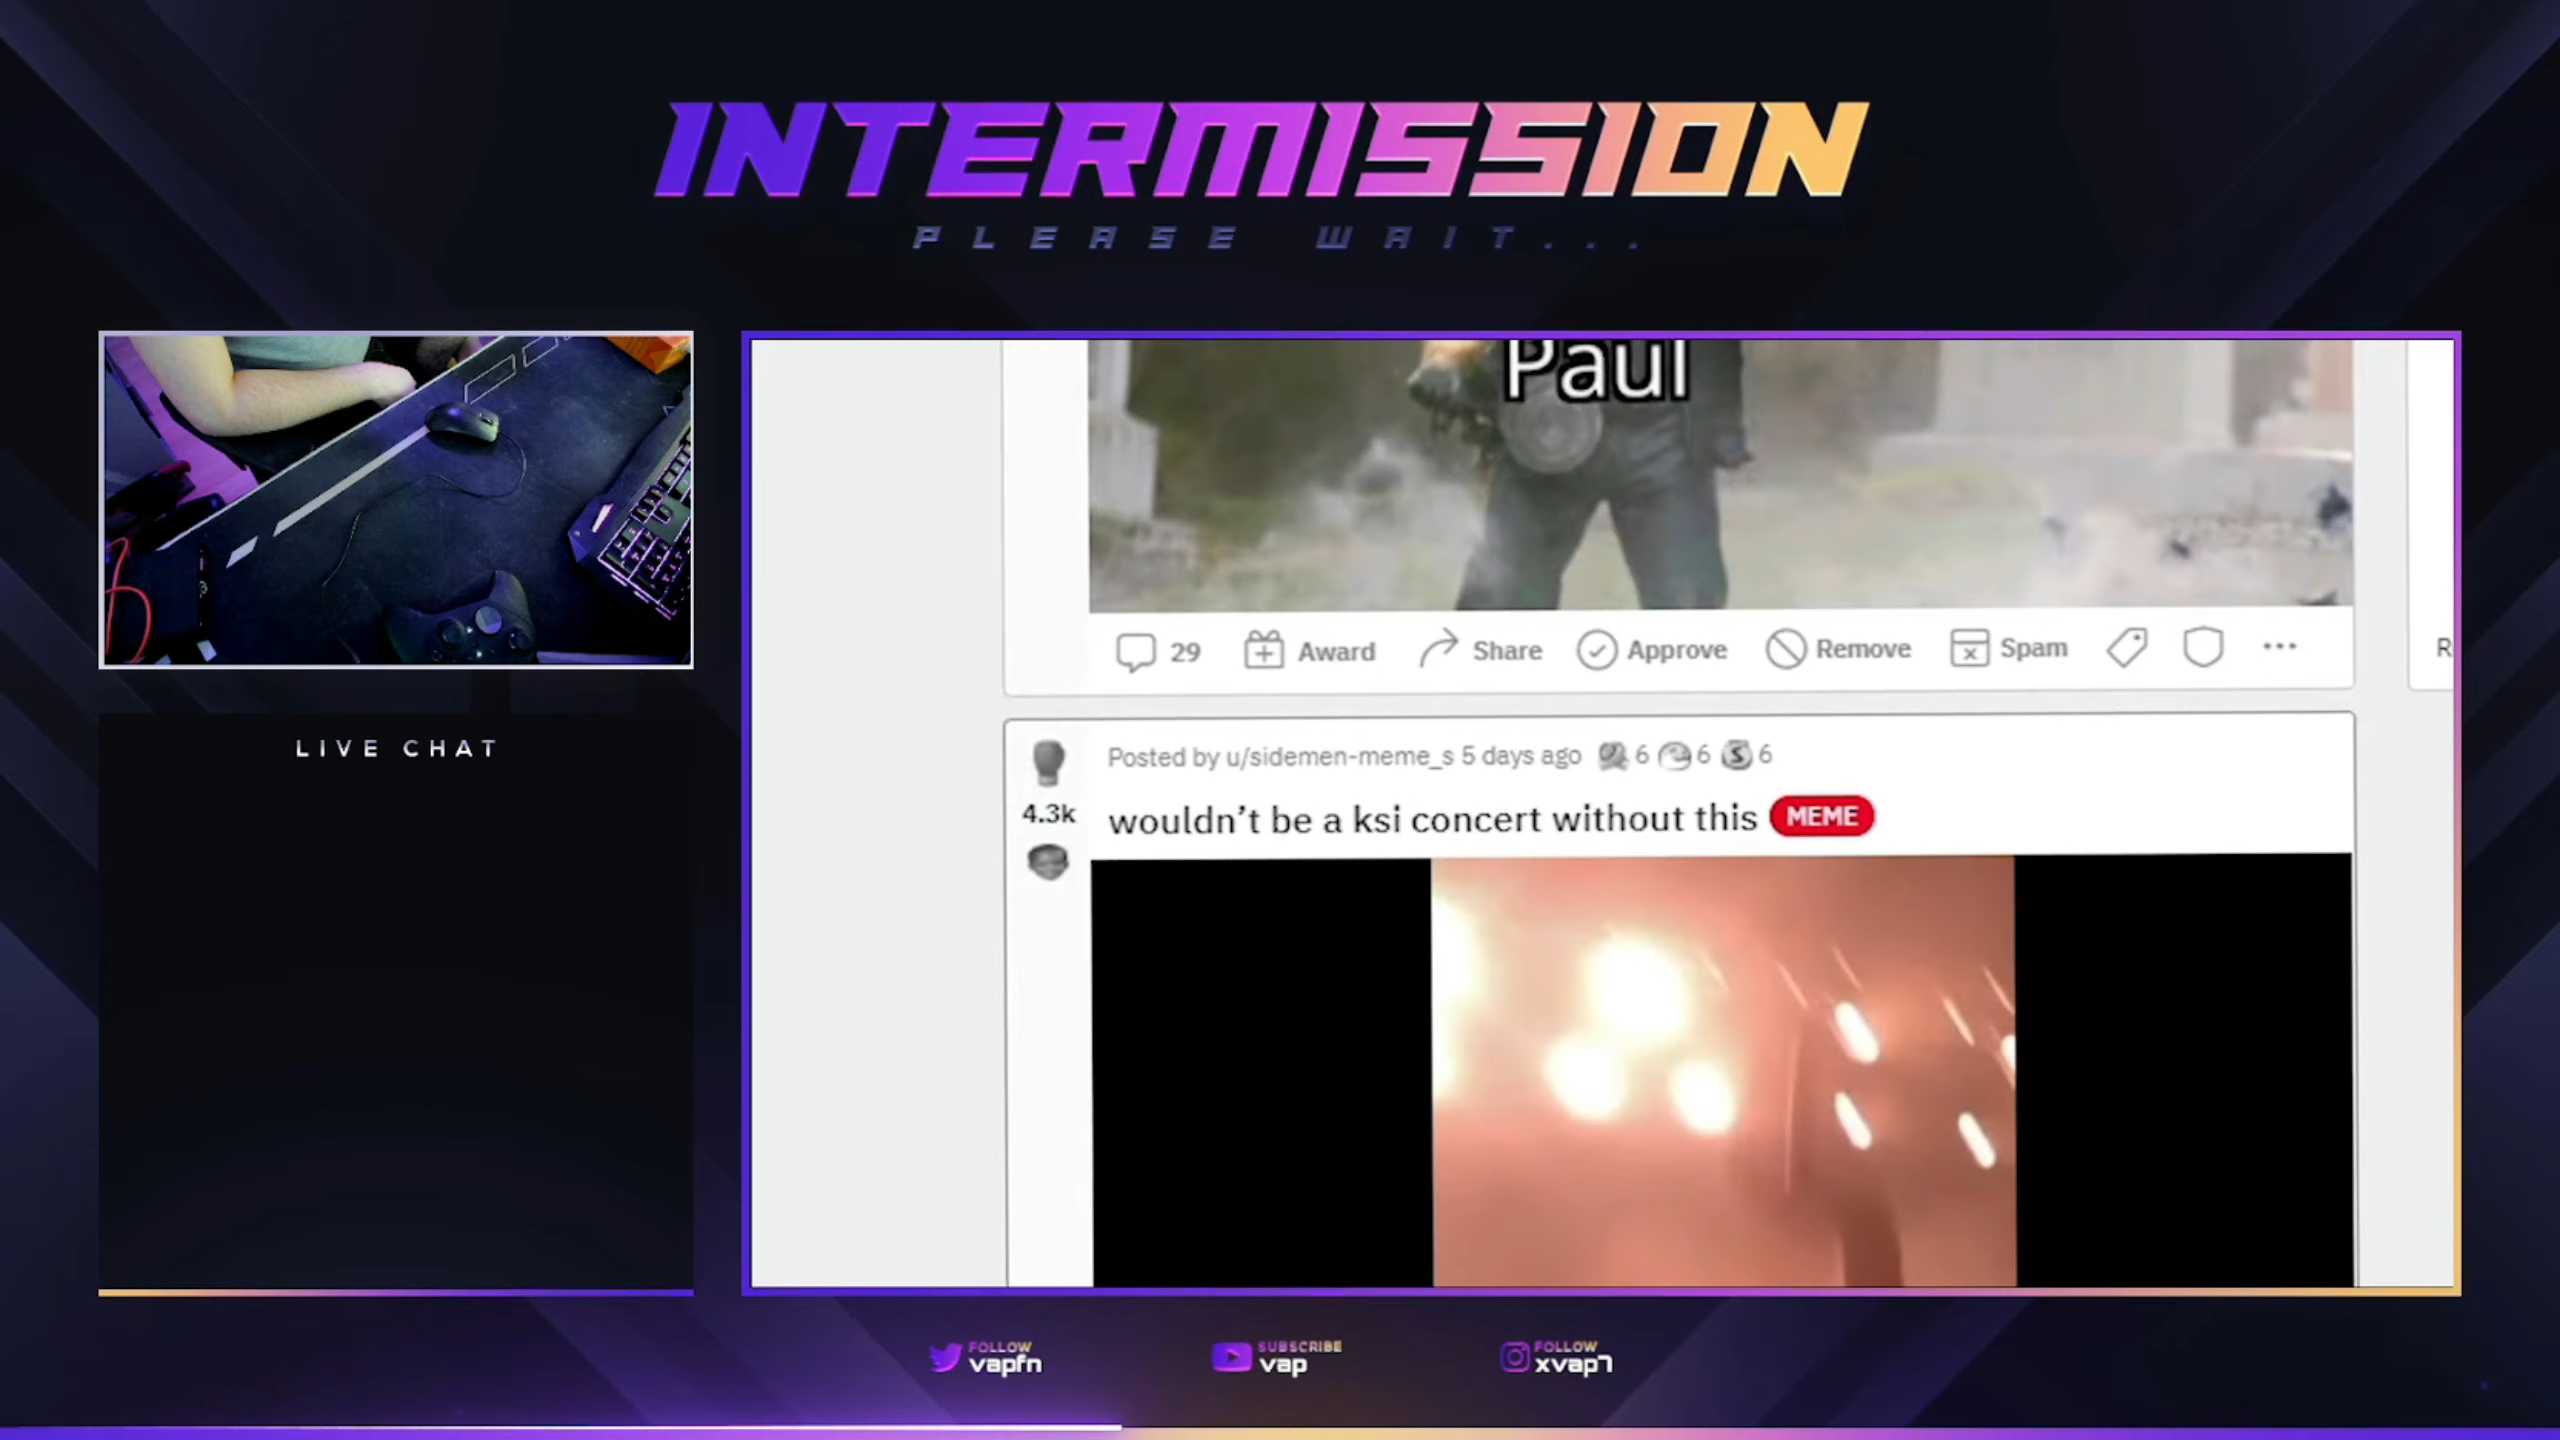 INTERMISSION
PLEASE WAIT...
Paul
29 Award Share Approve Remove Spam ...
R
LIVE CHAT
Posted by u/sidemen-meme_s 5 days ago 6 6 S 6
4.3k
wouldn't be a ksi concert without this MEME
FOLLOW
vapfn
SUBSCRIBE
vap
FOLLOW
xvap7